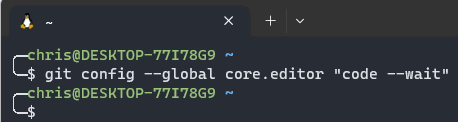 ~
chris@DESKTOP-77I78G9 ~
$ git config --global core.editor "code --wait"
chris@DESKTOP-77I78G9 ~
$